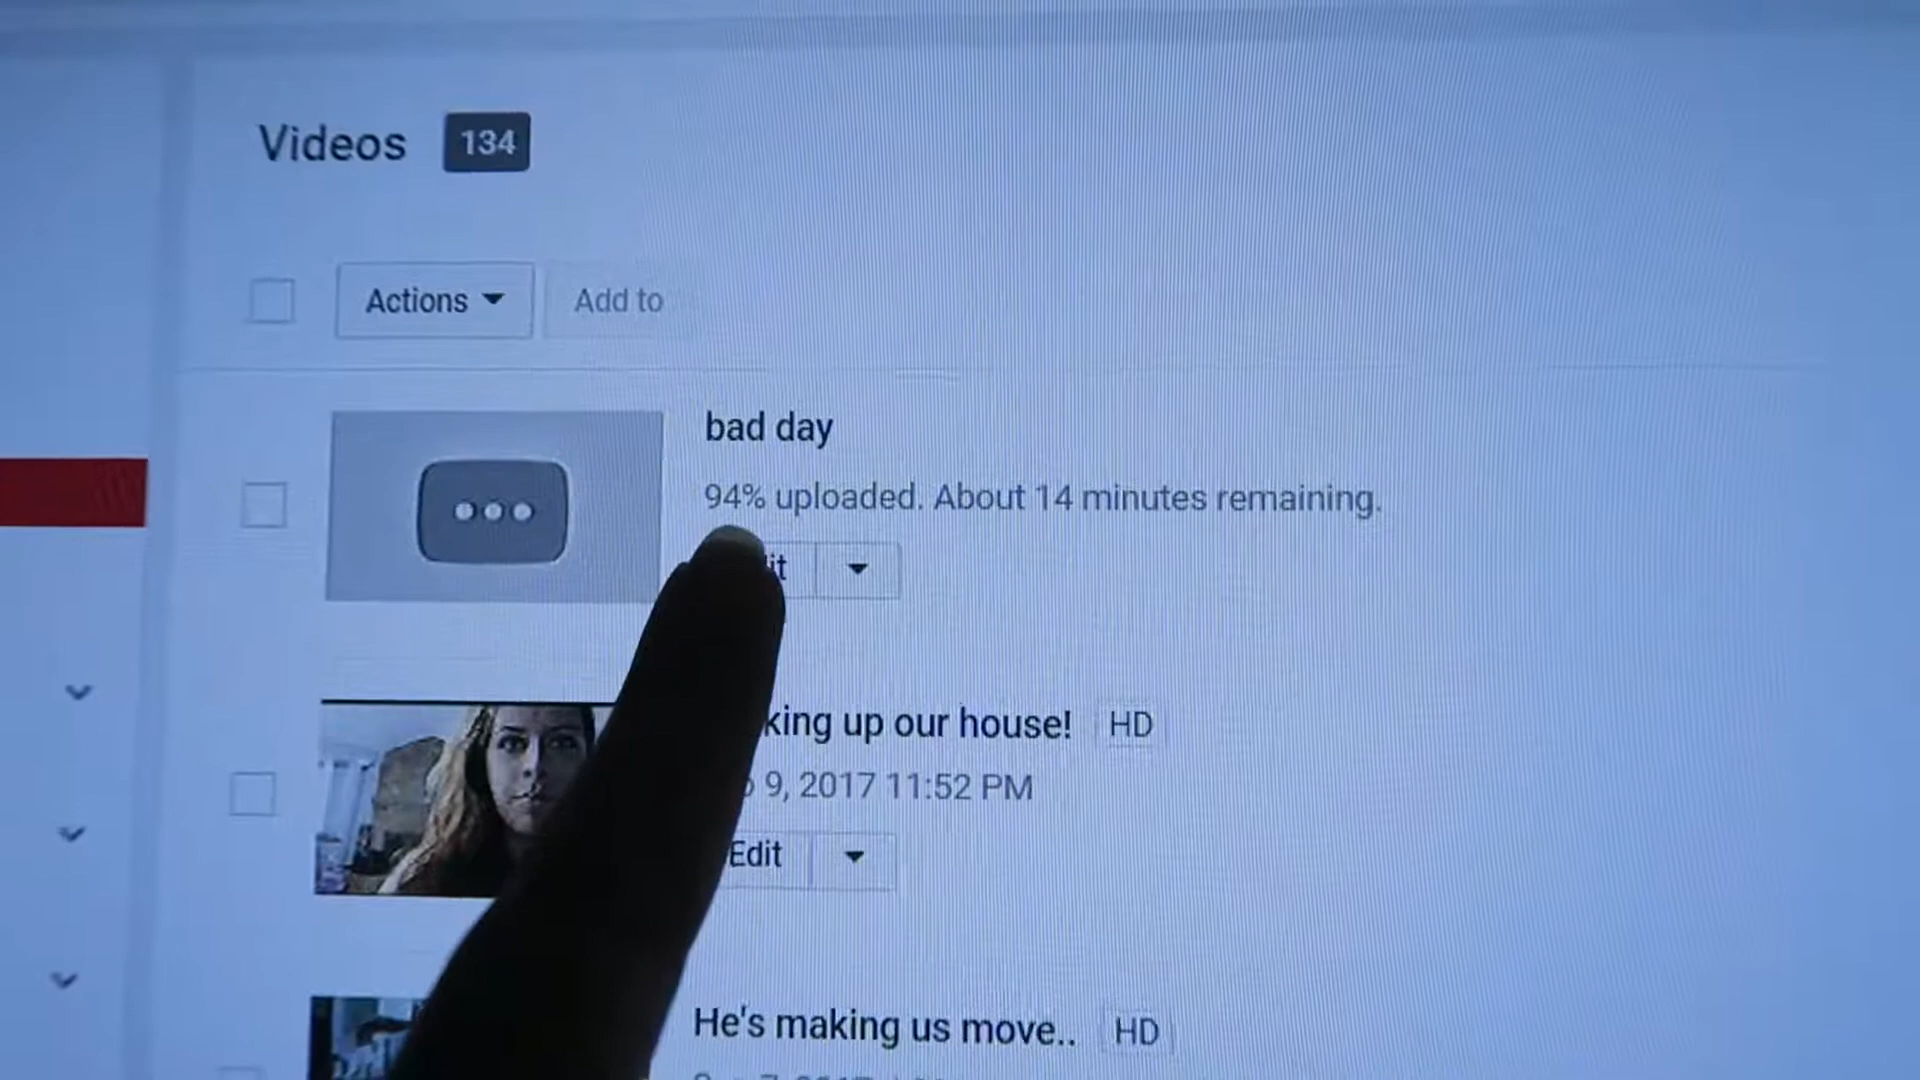 Videos 134
Actions Add to
bad day
94% uploaded. About 14 minutes remaining.
up our house! HD
9, 2017 11:52 PM
Edit
He's making us move.. HD